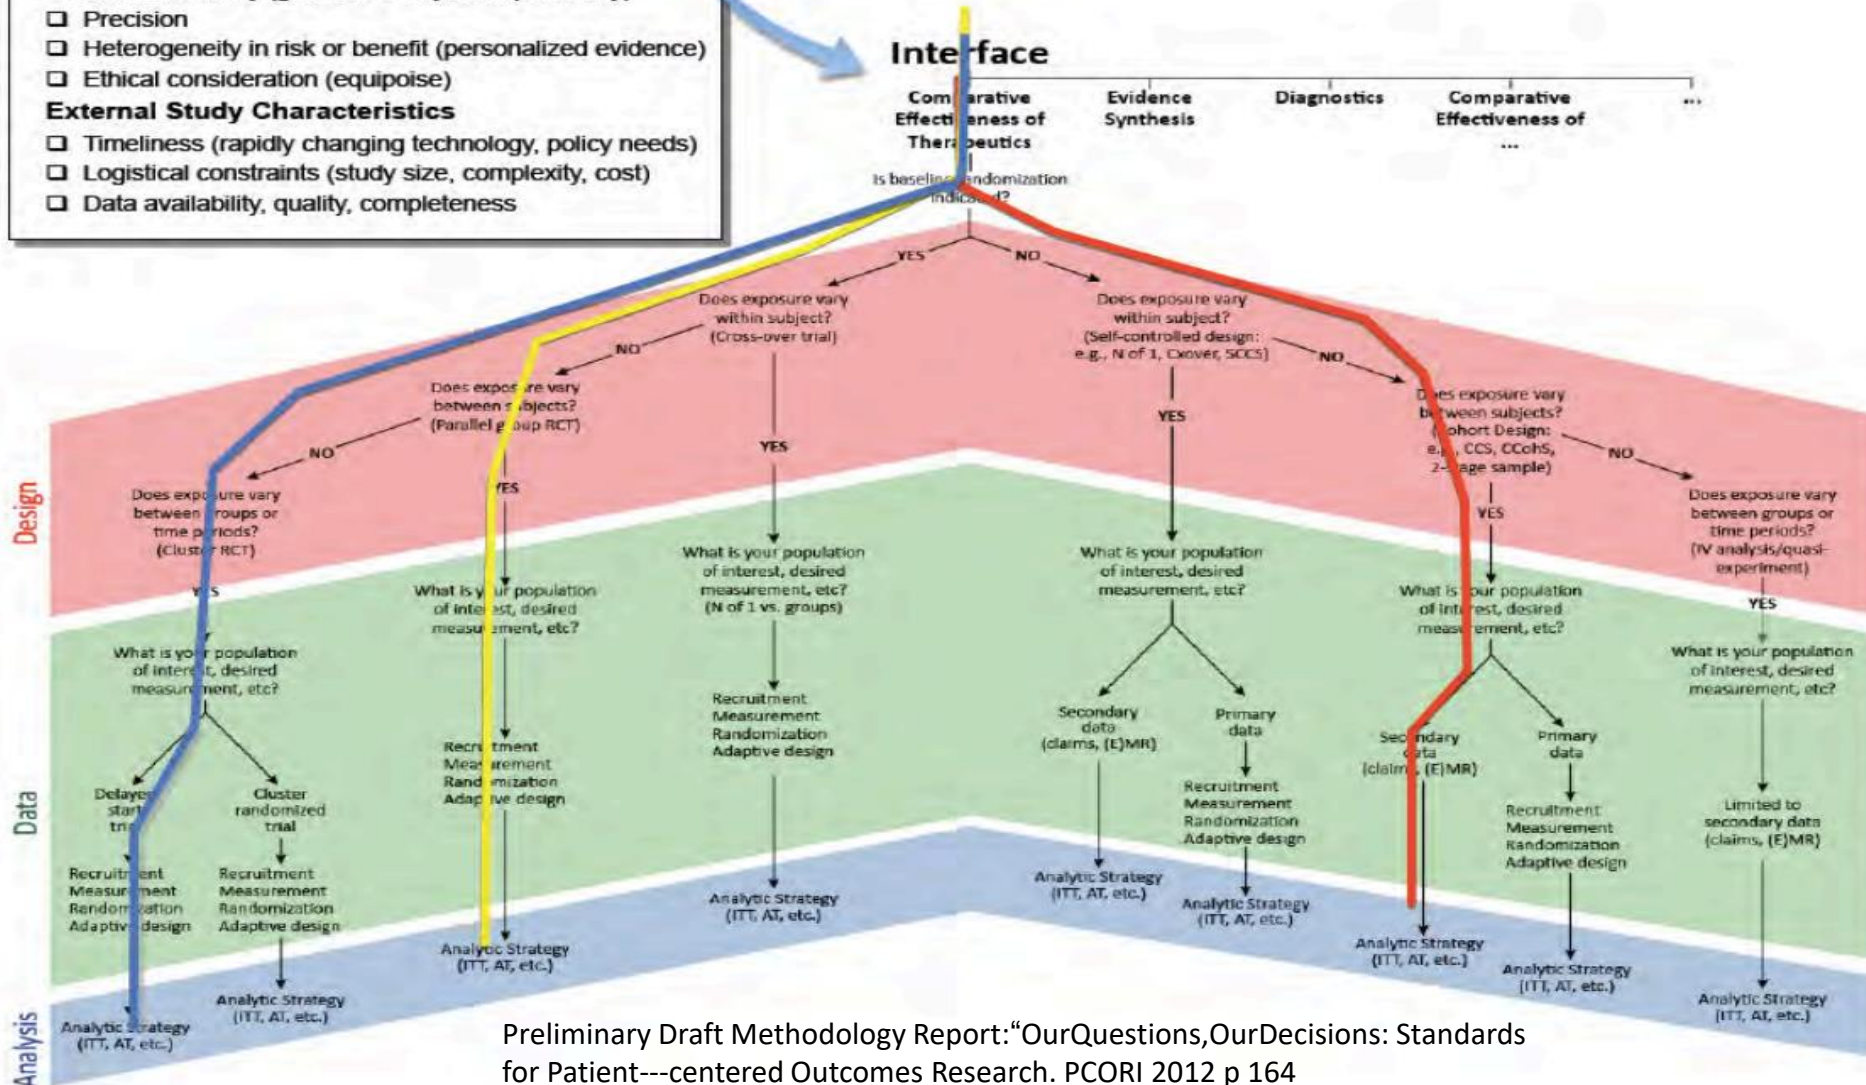 ☐ Precision
☐ Heterogeneity in risk or benefit (personalized evidence)
☐ Ethical consideration (equipoise)
External Study Characteristics
☐ Timeliness (rapidly changing technology, policy needs)
☐ Logistical constraints (study size, complexity, cost)
☐ Data availability, quality, completeness
Interface
Comparative
Effectiveness of
Therapeutics
Evidence
Synthesis
Diagnostics
Comparative
Effectiveness of
...
...
Is baseline randomization
indicated?
YES
NO
Does exposure vary
within subject?
(Cross-over trial)
NO
YES
Does exposure vary
between subjects?
(Parallel group RCT)
NO
YES
Does exposure vary
between groups or
time periods?
(Cluster RCT)
YES
Does exposure vary
within subject?
(Self-controlled design:
e.g., N of 1, Cxover, SCCS)
NO
YES
Does exposure vary
between subjects?
(Cohort Design:
e.g., CCS, CCohS,
2-stage sample)
NO
YES
Does exposure vary
between groups or
time periods?
(IV analysis/quasi-
experiment)
YES
Design
What is your population
of interest, desired
measurement, etc?
Delayed
start
trial
Recruitment
Measurement
Randomization
Adaptive design
Analytic Strategy
(ITT, AT, etc.)
Cluster
randomized
trial
Recruitment
Measurement
Randomization
Adaptive design
Analytic Strategy
(ITT, AT, etc.)
What is your population
of interest, desired
measurement, etc?
Recruitment
Measurement
Randomization
Adaptive design
Analytic Strategy
(ITT, AT, etc.)
What is your population
of interest, desired
measurement, etc?
(N of 1 vs. groups)
Recruitment
Measurement
Randomization
Adaptive design
Analytic Strategy
(ITT, AT, etc.)
What is your population
of interest, desired
measurement, etc?
Secondary
data
(claims, (E)MR)
Analytic Strategy
(ITT, AT, etc.)
Primary
data
Recruitment
Measurement
Randomization
Adaptive design
Analytic Strategy
(ITT, AT, etc.)
What is your population
of interest, desired
measurement, etc?
Secondary
data
(claims, (E)MR)
Analytic Strategy
(ITT, AT, etc.)
Primary
data
Recruitment
Measurement
Randomization
Adaptive design
Analytic Strategy
(ITT, AT, etc.)
What is your population
of interest, desired
measurement, etc?
Limited to
secondary data
(claims, (E)MR)
Analytic Strategy
(ITT, AT, etc.)
Data
Analysis
Preliminary Draft Methodology Report:“OurQuestions,OurDecisions: Standards
for Patient---centered Outcomes Research. PCORI 2012 p 164